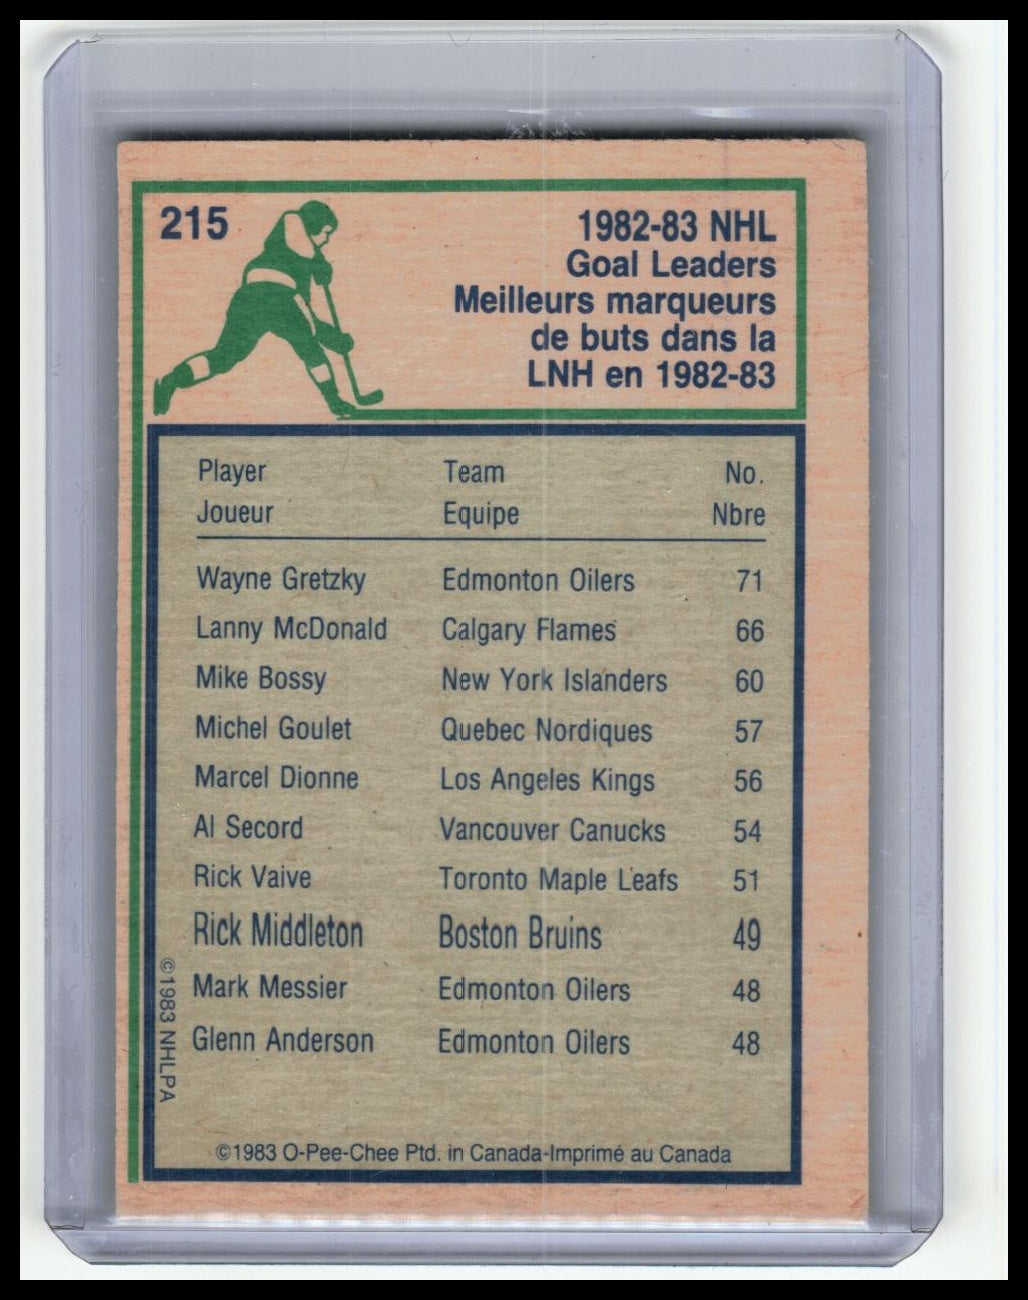 215
1982-83 NHL
Goal Leaders
Meilleurs marqueurs
de buts dans la
LNH en 1982-83
Player Team No.
Joueur Equipe Nbre
Wayne Gretzky Edmonton Oilers 71
Lanny McDonald Calgary Flames 66
Mike Bossy New York Islanders 60
Michel Goulet Quebec Nordiques 57
Marcel Dionne Los Angeles Kings 56
Al Secord Vancouver Canucks 54
Rick Vaive Toronto Maple Leafs 51
Rick Middleton Boston Bruins 49
Mark Messier Edmonton Oilers 48
Glenn Anderson Edmonton Oilers 48
©1983 NHLPA
©1983 O-Pee-Chee Ptd. in Canada-Imprimé au Canada